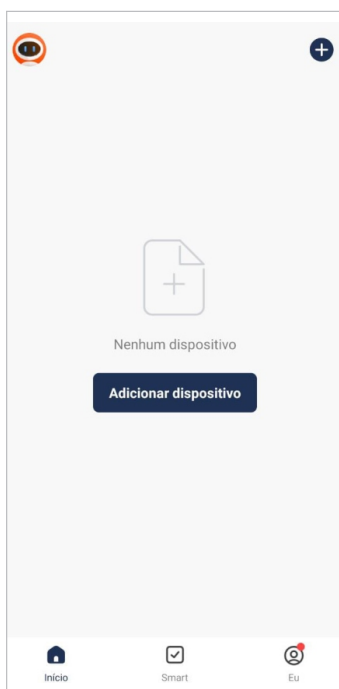 Nenhum dispositivo
Adicionar dispositivo
Início
Smart
Eu